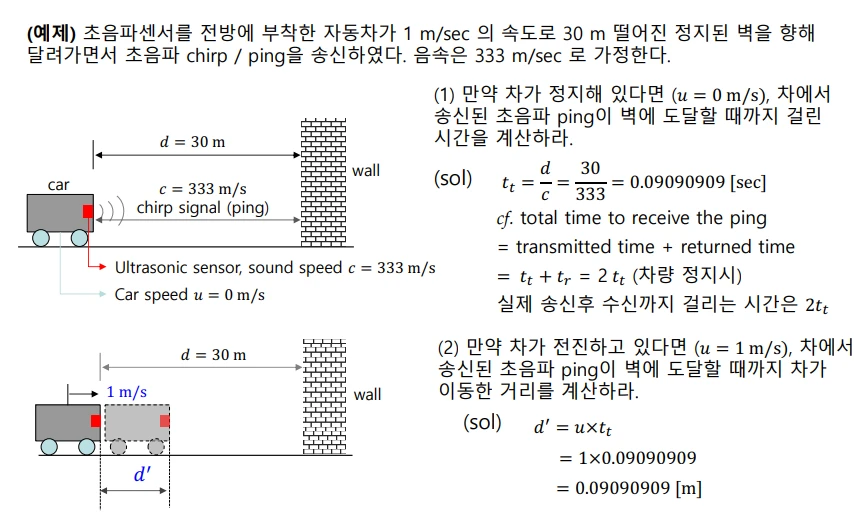 (예제) 초음파센서를 전방에 부착한 자동차가 1 m/sec 의 속도로 30 m 떨어진 정지된 벽을 향해
달려가면서 초음파 chirp / ping을 송신하였다. 음속은 333 m/sec 로 가정한다.
d = 30 m
wall
car
c = 333 m/s
chirp signal (ping)
Ultrasonic sensor, sound speed c = 333 m/s
Car speed u = 0 m/s
(1) 만약 차가 정지해 있다면 (u = 0 m/s), 차에서
송신된 초음파 ping이 벽에 도달할 때까지 걸린
시간을 계산하라.
(sol) t_t = d/c = 30/333 = 0.09090909 [sec]
cf. total time to receive the ping
= transmitted time + returned time
= t_t + t_r = 2 t_t (차량 정지시)
실제 송신후 수신까지 걸리는 시간은 2t_t
d = 30 m
1 m/s
wall
d′
(2) 만약 차가 전진하고 있다면 (u = 1 m/s), 차에서
송신된 초음파 ping이 벽에 도달할 때까지 차가
이동한 거리를 계산하라.
(sol) d′ = u×t_t
= 1×0.09090909
= 0.09090909 [m]